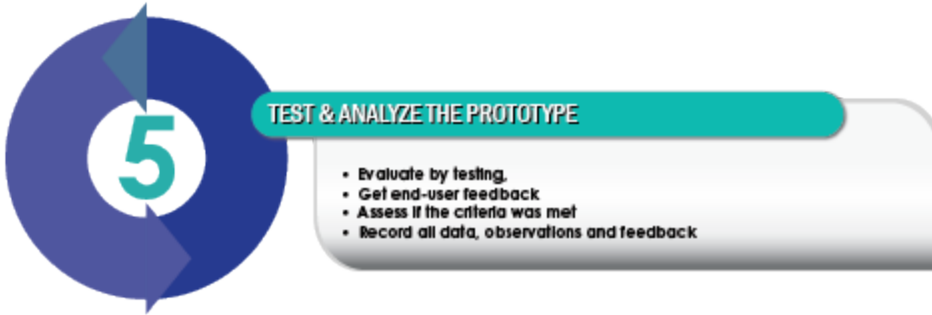 5
TEST & ANALYZE THE PROTOTYPE
• Evaluate by testing,
• Get end-user feedback
• Assess if the criteria was met
• Record all data, observations and feedback